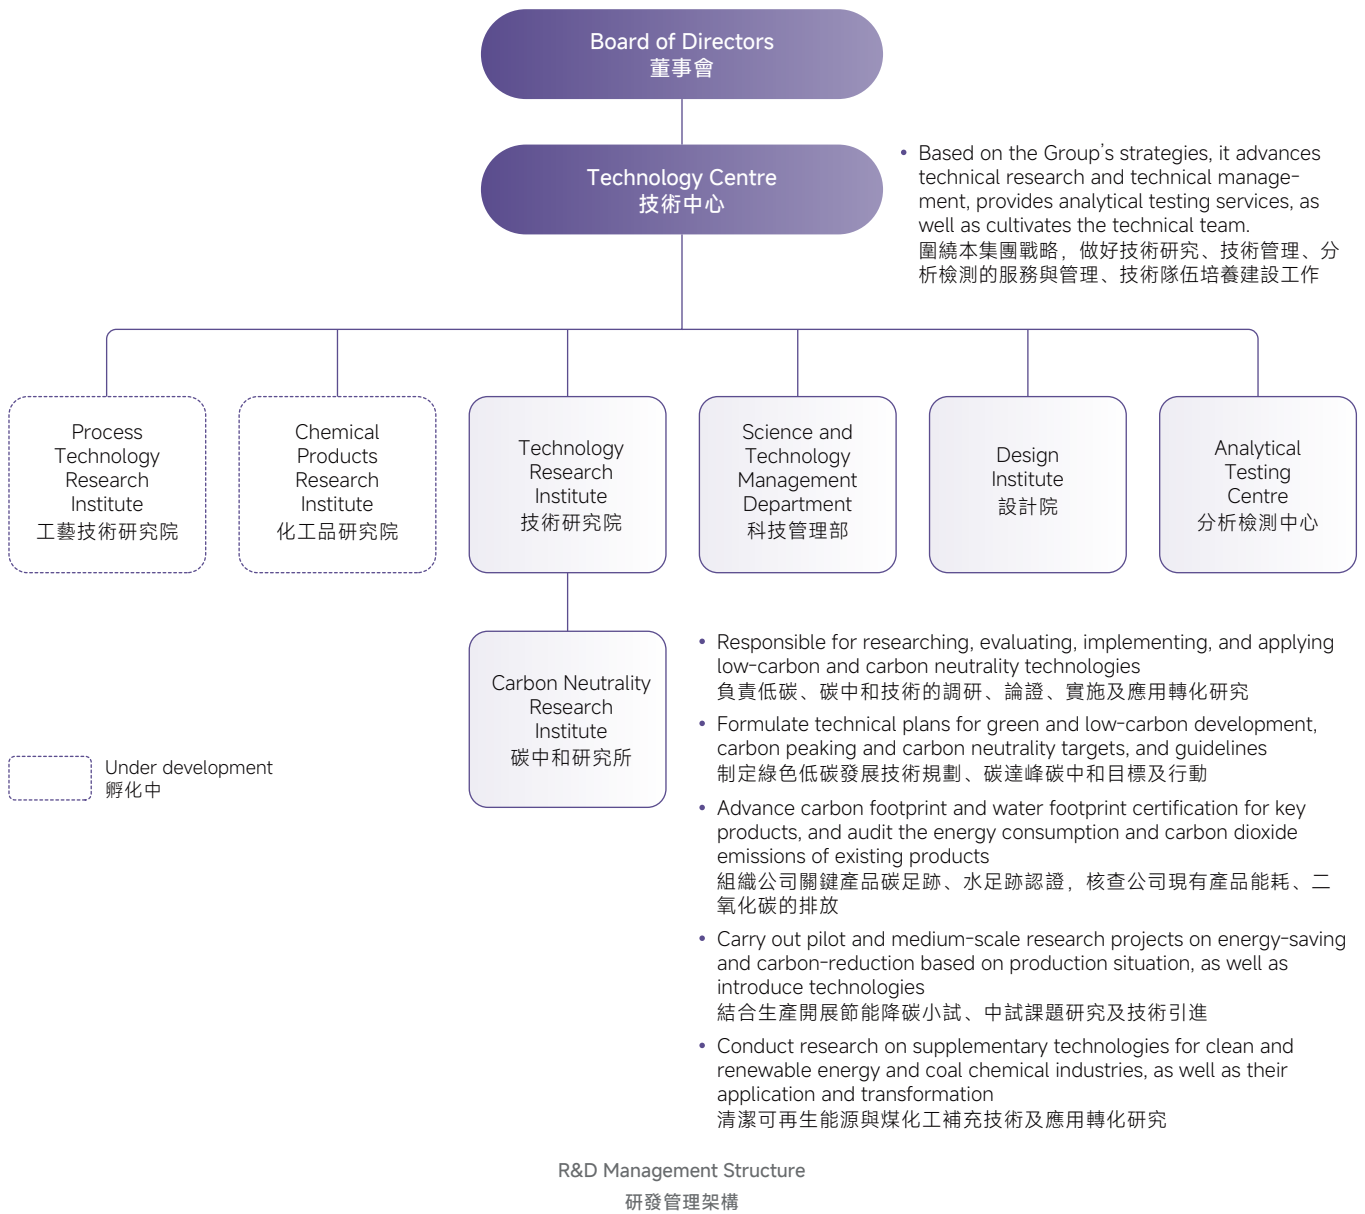 Board of Directors
董事會
Technology Centre
技術中心
• Based on the Group's strategies, it advances
technical research and technical manage-
ment, provides analytical testing services, as
well as cultivates the technical team.
圍繞本集團戰略，做好技術研究、技術管理、分
析檢測的服務與管理、技術隊伍培養建設工作
Process
Technology
Research
Institute
工藝技術研究院
Chemical
Products
Research
Institute
化工品研究院
Technology
Research
Institute
技術研究院
Science and
Technology
Management
Department
科技管理部
Design
Institute
設計院
Analytical
Testing
Centre
分析檢測中心
Carbon Neutrality
Research
Institute
碳中和研究所
• Responsible for researching, evaluating, implementing, and applying
low-carbon and carbon neutrality technologies
負責低碳、碳中和技術的調研、論證、實施及應用轉化研究
• Formulate technical plans for green and low-carbon development,
carbon peaking and carbon neutrality targets, and guidelines
制定綠色低碳發展技術規劃、碳達峰碳中和目標及行動
• Advance carbon footprint and water footprint certification for key
products, and audit the energy consumption and carbon dioxide
emissions of existing products
組織公司關鍵產品碳足跡、水足跡認證，核查公司現有產品能耗、二
氧化碳的排放
• Carry out pilot and medium-scale research projects on energy-saving
and carbon-reduction based on production situation, as well as
introduce technologies
結合生產開展節能降碳小試、中試課題研究及技術引進
• Conduct research on supplementary technologies for clean and
renewable energy and coal chemical industries, as well as their
application and transformation
清潔可再生能源與煤化工補充技術及應用轉化研究
Under development
孵化中
R&D Management Structure
研發管理架構